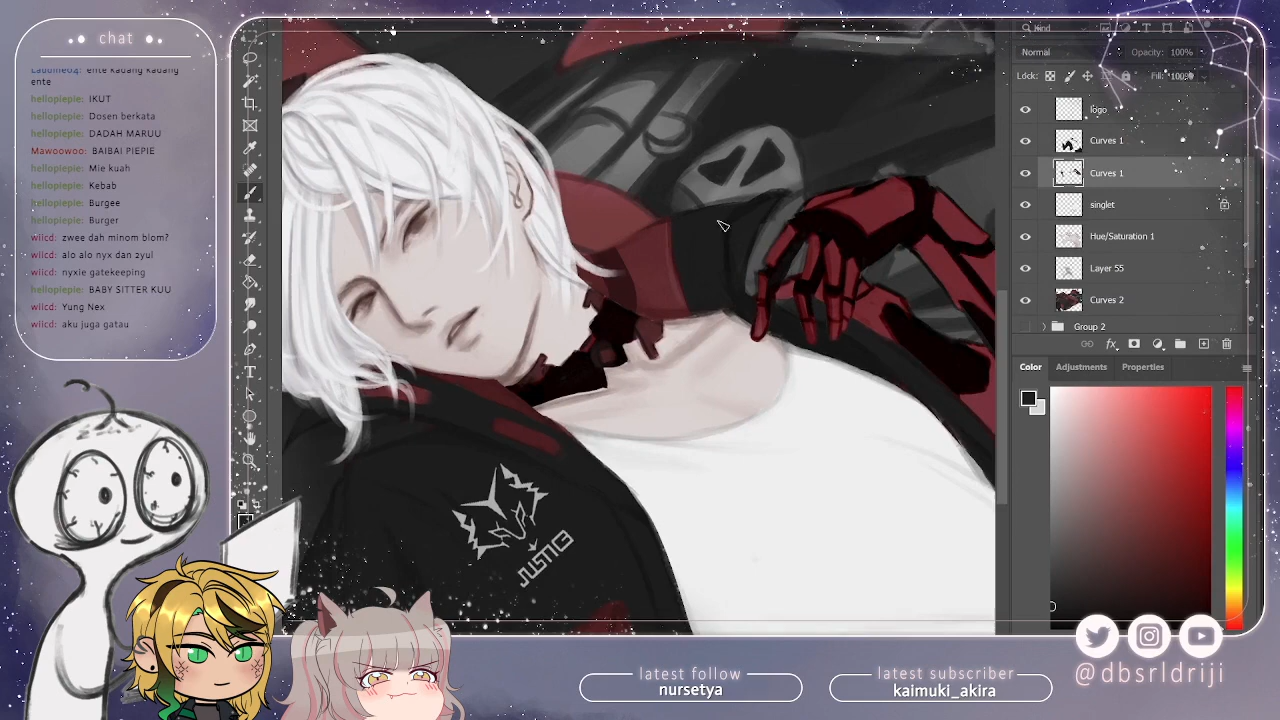 chat
Ladomeo4: ente kadang kadang
ente
hellopiepie: IKUT
hellopiepie: Dosen berkata
hellopiepie: DADAH MARUU
Mawoowoo: BAIBAI PIEPIE
hellopiepie: Mie kuah
hellopiepie: Kebab
hellopiepie: Burgee
hellopiepie: Burger
wiicd: zwee dah minom blom?
wiicd: alo alo nyx dan zyul
wiicd: nyxie gatekeeping
hellopiepie: BABY SITTER KUU
wiicd: Yung Nex
wiicd: aku juga gatau
JUSTICE
Kind
Normal
Opacity: 100%
Lock:
Fill: 100%
logo
Curves 1
Curves 1
singlet
Hue/Saturation 1
Layer 55
Curves 2
Group 2
fx
Color
Adjustments
Properties
latest follow
nursetya
latest subscriber
kaimuki_akira
@dbsrldriji